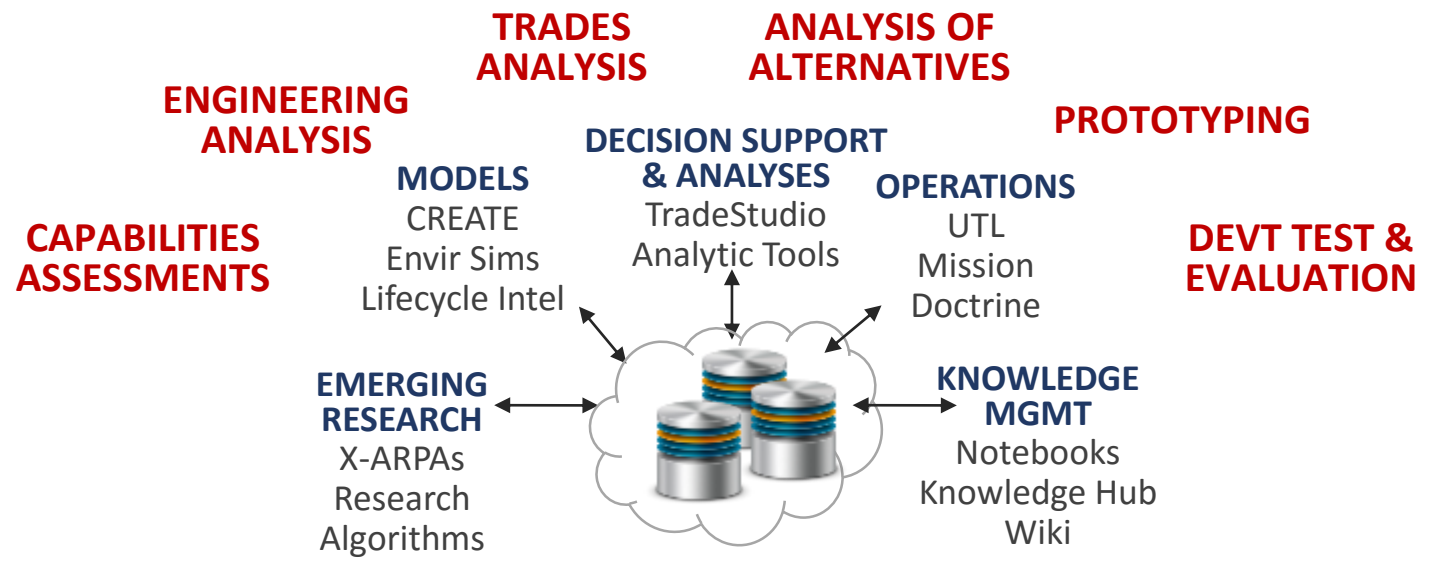 TRADES
ANALYSIS
ANALYSIS OF
ALTERNATIVES
ENGINEERING
ANALYSIS
PROTOTYPING
CAPABILITIES
ASSESSMENTS
DEVT TEST &
EVALUATION
MODELS
CREATE
Envir Sims
Lifecycle Intel
DECISION SUPPORT
& ANALYSES
TradeStudio
Analytic Tools
OPERATIONS
UTL
Mission
Doctrine
EMERGING
RESEARCH
X-ARPAs
Research
Algorithms
KNOWLEDGE
MGMT
Notebooks
Knowledge Hub
Wiki